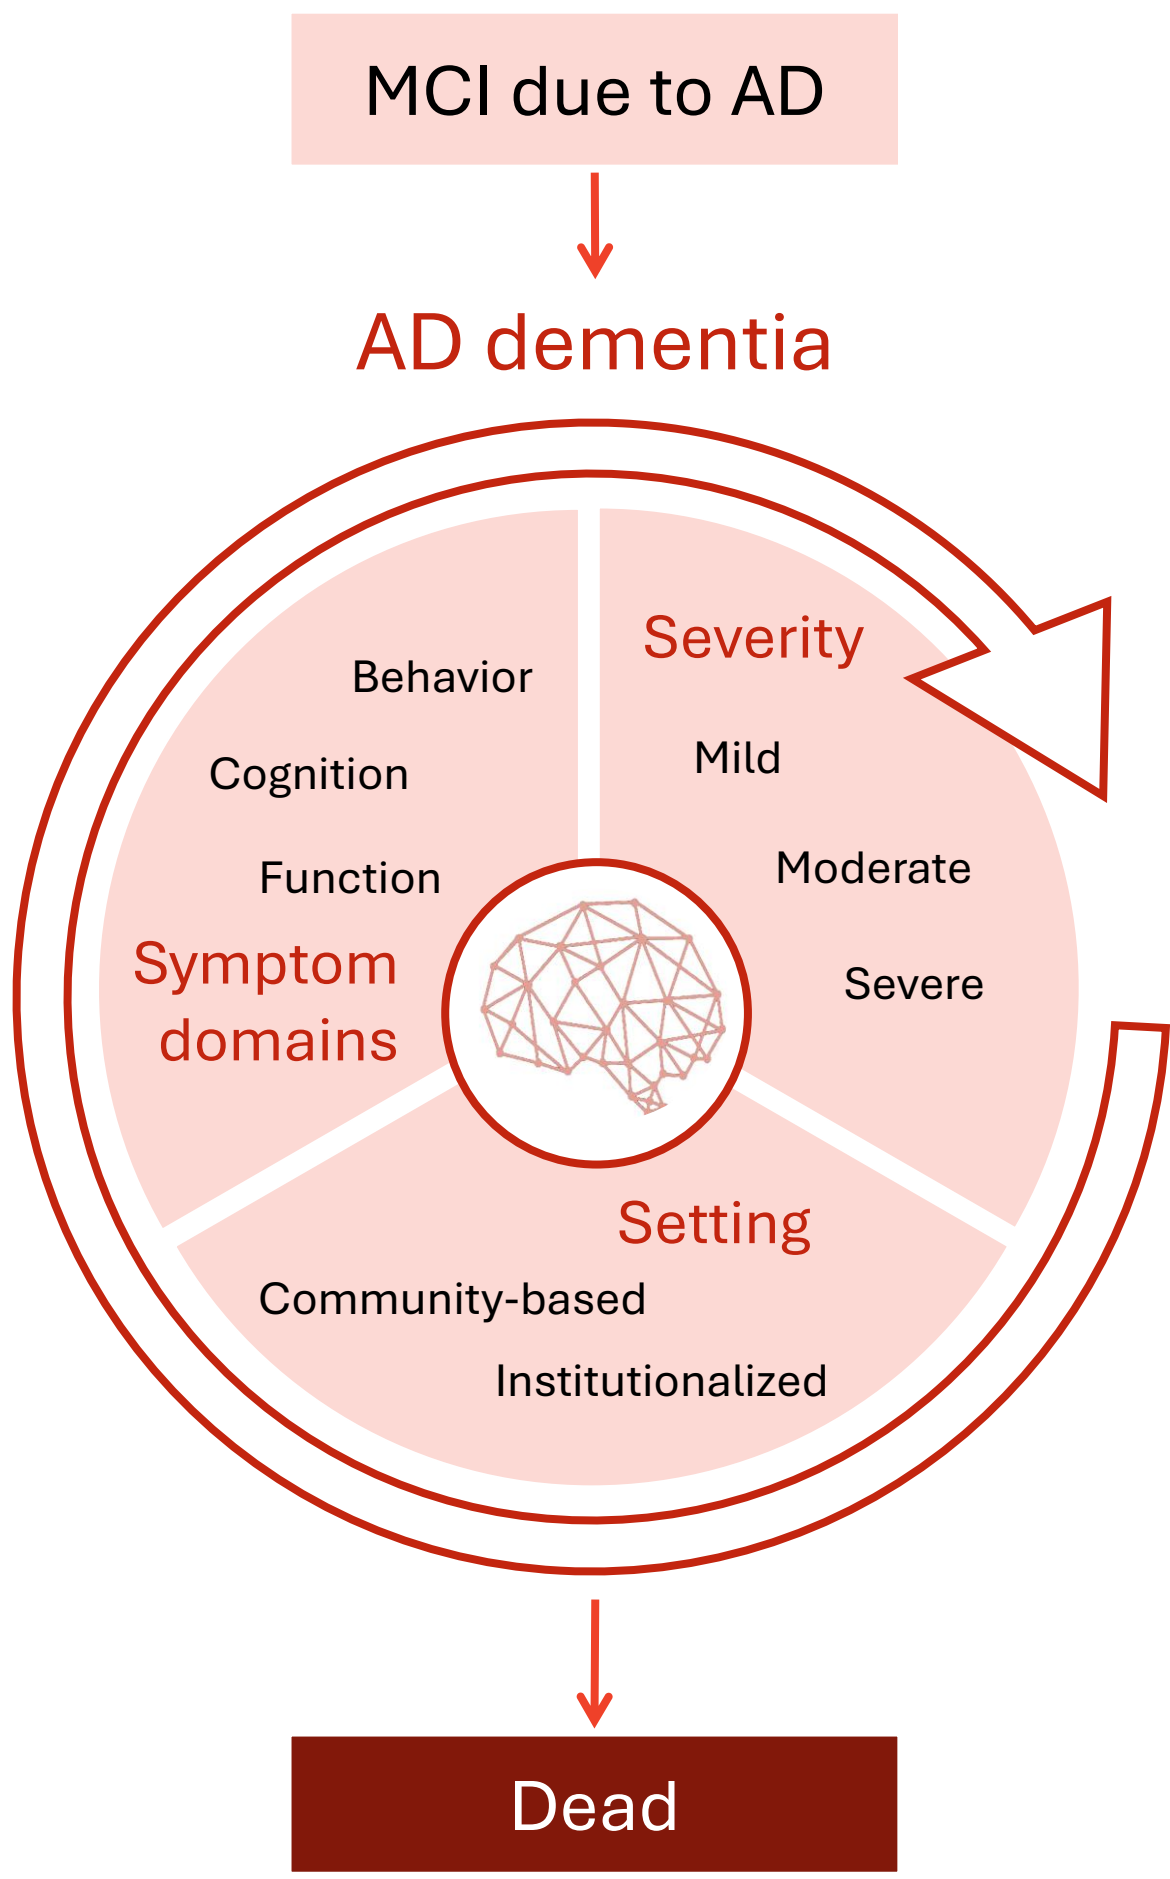 MCI due to AD
AD dementia
Severity
Mild
Moderate
Severe
Behavior
Cognition
Function
Symptom
domains
Setting
Community-based
Institutionalized
Dead